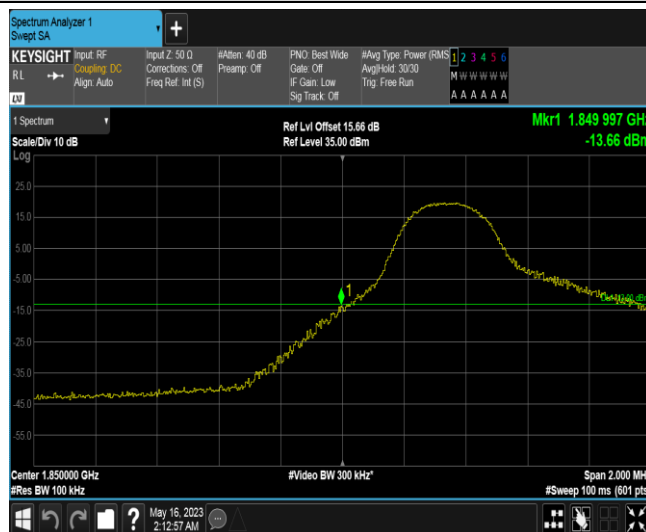 Spectrum Analyzer 1
Swept SA
KEYSIGHT
RL
Input: RF
Coupling: DC
Align: Auto
Input Z: 50 Ω
Corrections: Off
Freq Ref: Int (S)
#Atten: 40 dB
Preamp: Off
PNO: Best Wide
Gate: Off
IF Gain: Low
Sig Track: Off
#Avg Type: Power (RMS
Avg|Hold: 30/30
Trig: Free Run
1 2 3 4 5 6
M W W W W W
A A A A A A
LXI
1 Spectrum
Scale/Div 10 dB
Log
Ref Lvl Offset 15.66 dB
Ref Level 35.00 dBm
Mkr1 1.849 997 GHz
-13.66 dBm
25.0
15.0
5.00
-5.00
-15.0
-25.0
-35.0
-45.0
-55.0
1
Center 1.850000 GHz
#Res BW 100 kHz
#Video BW 300 kHz*
Span 2.000 MH
#Sweep 100 ms (601 pts
?
May 16, 2023
2:12:57 AM